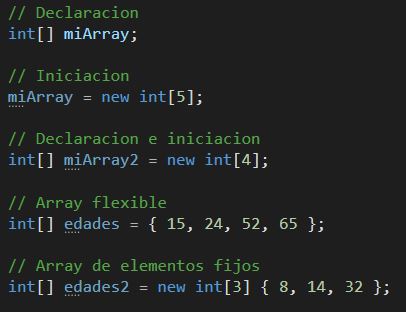 // Declaracion
int[] miArray;
// Iniciacion
miArray = new int[5];
// Declaracion e iniciacion
int[] miArray2 = new int[4];
// Array flexible
int[] edades = { 15, 24, 52, 65 };
// Array de elementos fijos
int[] edades2 = new int[3] { 8, 14, 32 };